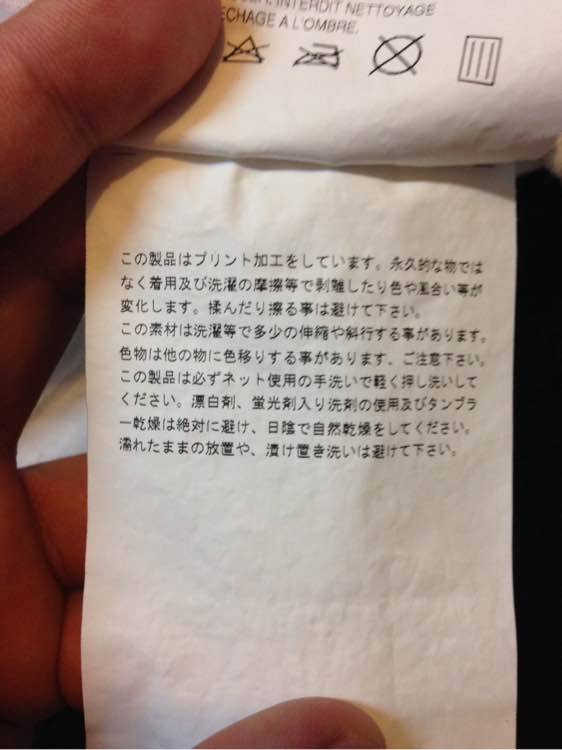 INTERDIT NETTOYAGE
SÉCHAGE A L'OMBRE.
この製品はプリント加工をしています。永久的な物では
なく着用及び洗濯の摩擦等で剥離したり色や風合い等が
変化します。揉んだり擦る事は避けて下さい。
この素材は洗濯等で多少の伸縮や斜行する事があります。
色物は他の物に色移りする事があります、ご注意下さい。
この製品は必ずネット使用の手洗いで軽く押し洗いして
ください。漂白剤、蛍光剤入り洗剤の使用及びタンブラ
ー乾燥は絶対に避け、日陰で自然乾燥をしてください。
濡れたままの放置や、漬け置き洗いは避けて下さい。